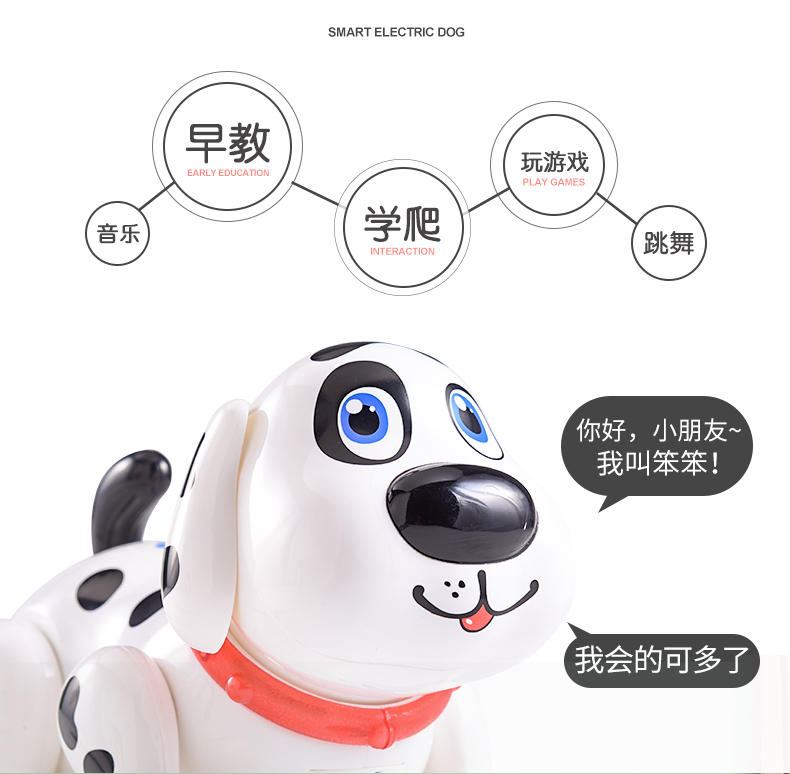 SMART ELECTRIC DOG
早教
EARLY EDUCATION
玩游戏
PLAY GAMES
音乐
学爬
INTERACTION
跳舞
你好，小朋友~
我叫笨笨！
我会的可多了